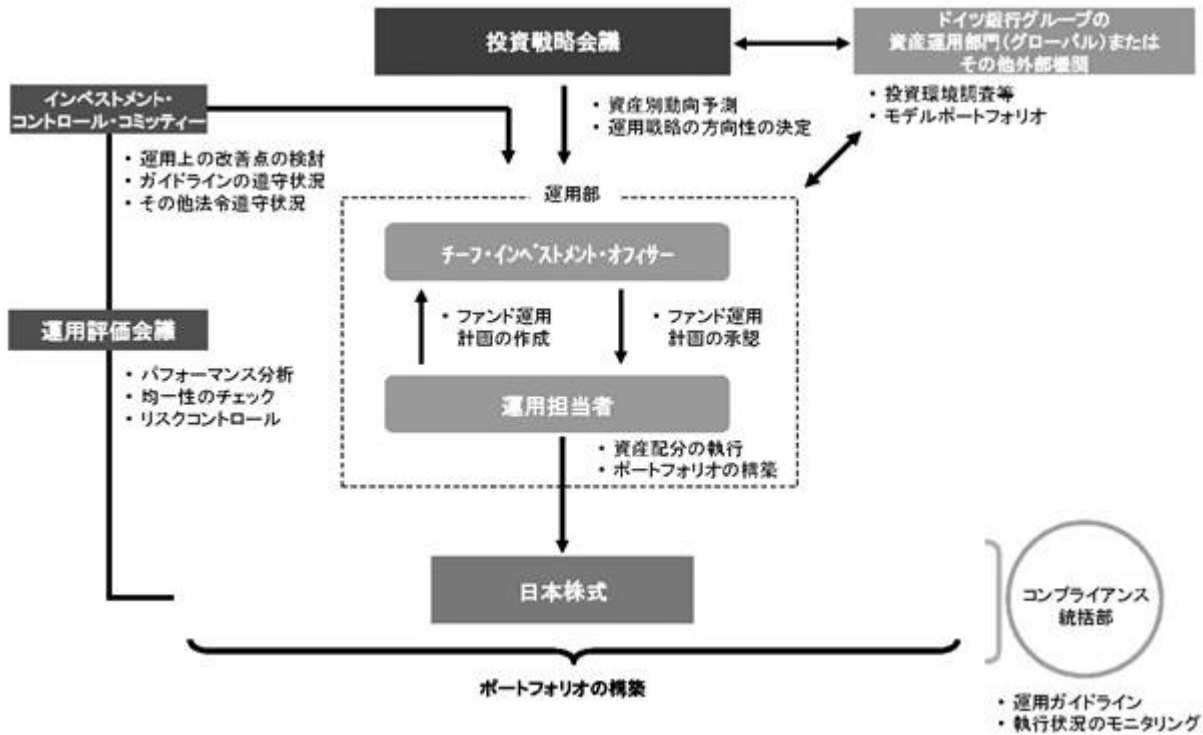 投資戦略会議
ドイツ銀行グループの
資産運用部門(グローバル)または
その他外部機関
・投資環境調査等
・モデルポートフォリオ
・資産別動向予測
・運用戦略の方向性の決定
インベストメント・
コントロール・コミッティー
・運用上の改善点の検討
・ガイドラインの遵守状況
・その他法令遵守状況
運用部
チーフ・インベストメント・オフィサー
・ファンド運用
計画の作成
・ファンド運用
計画の承認
運用評価会議
・パフォーマンス分析
・均一性のチェック
・リスクコントロール
運用担当者
・資産配分の執行
・ポートフォリオの構築
日本株式
コンプライアンス
統括部
ポートフォリオの構築
・運用ガイドライン
・執行状況のモニタリング